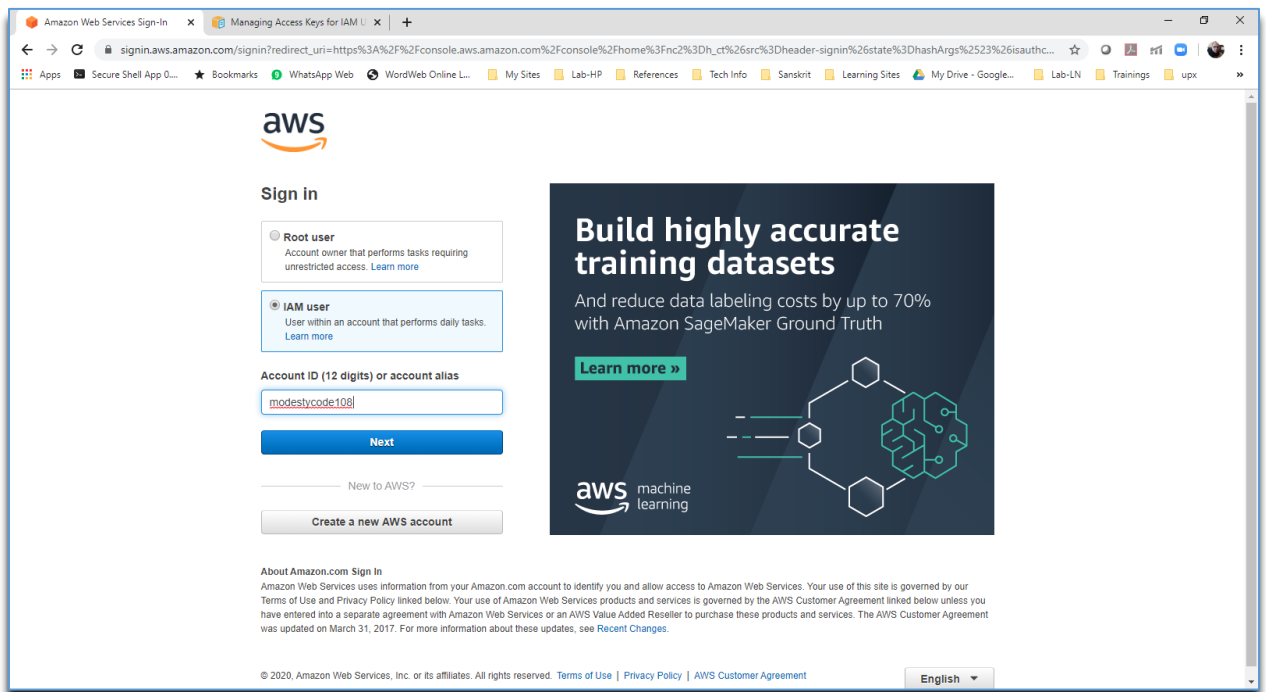 Amazon Web Services Sign-In
Managing Access Keys for IAM U
signin.aws.amazon.com/signin?redirect_uri=https%3A%2F%2Fconsole.aws.amazon.com%2Fconsole%2Fhome%3Fnc2%3Dh_ct%26src%3Dheader-signin%26state%3DhashArgs%2523%26isauthc...
Apps Secure Shell App 0.... Bookmarks WhatsApp Web WordWeb Online L... My Sites Lab-HP References Tech Info Sanskrit Learning Sites My Drive - Google... Lab-LN Trainings upx »
aws
Sign in
Root user
Account owner that performs tasks requiring
unrestricted access. Learn more
IAM user
User within an account that performs daily tasks.
Learn more
Account ID (12 digits) or account alias
modestycode108
Next
New to AWS?
Create a new AWS account
Build highly accurate
training datasets
And reduce data labeling costs by up to 70%
with Amazon SageMaker Ground Truth
Learn more »
aws machine
learning
About Amazon.com Sign In
Amazon Web Services uses information from your Amazon.com account to identify you and allow access to Amazon Web Services. Your use of this site is governed by our
Terms of Use and Privacy Policy linked below. Your use of Amazon Web Services products and services is governed by the AWS Customer Agreement linked below unless you
have entered into a separate agreement with Amazon Web Services or an AWS Value Added Reseller to purchase these products and services. The AWS Customer Agreement
was updated on March 31, 2017. For more information about these updates, see Recent Changes.
© 2020, Amazon Web Services, Inc. or its affiliates. All rights reserved. Terms of Use | Privacy Policy | AWS Customer Agreement
English